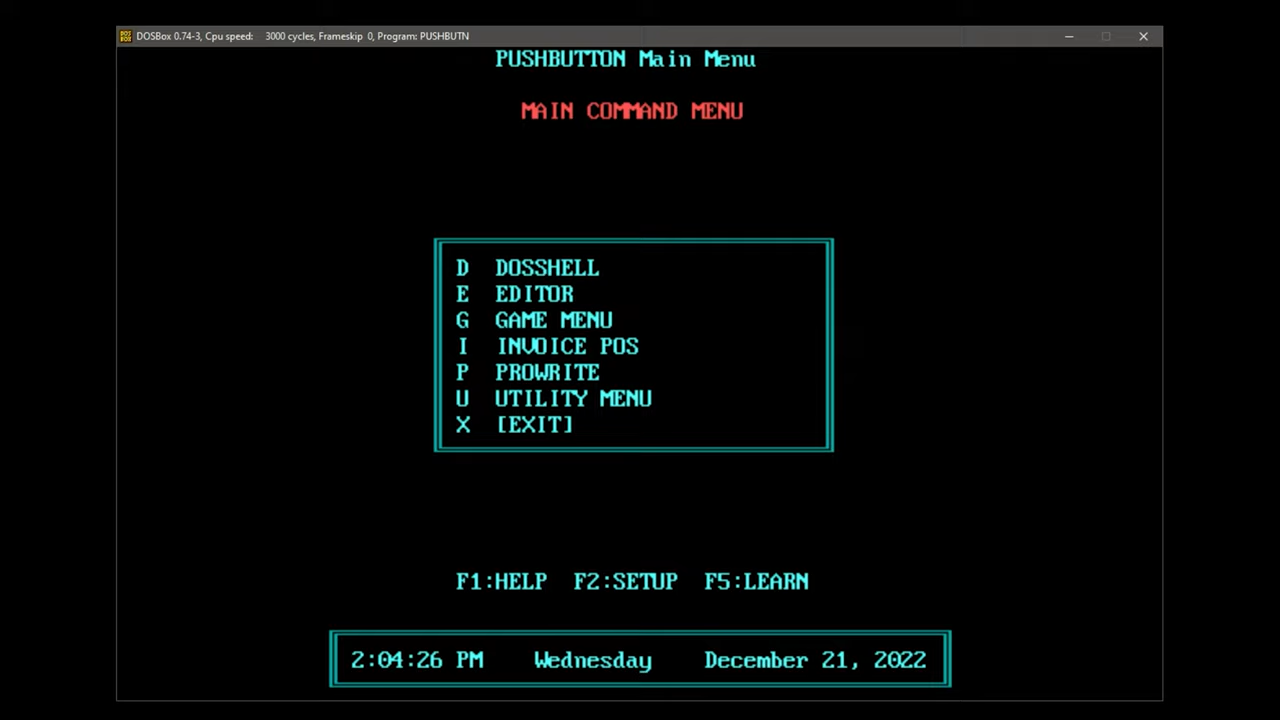 DOSBox 0.74-3, Cpu speed: 3000 cycles, Frameskip 0, Program: PUSHBUTN
PUSHBUTTON Main Menu
MAIN COMMAND MENU
D DOSSHELL
E EDITOR
G GAME MENU
I INVOICE POS
P PROWRITE
U UTILITY MENU
X [EXIT]
F1:HELP F2:SETUP F5:LEARN
2:04:26 PM Wednesday December 21, 2022